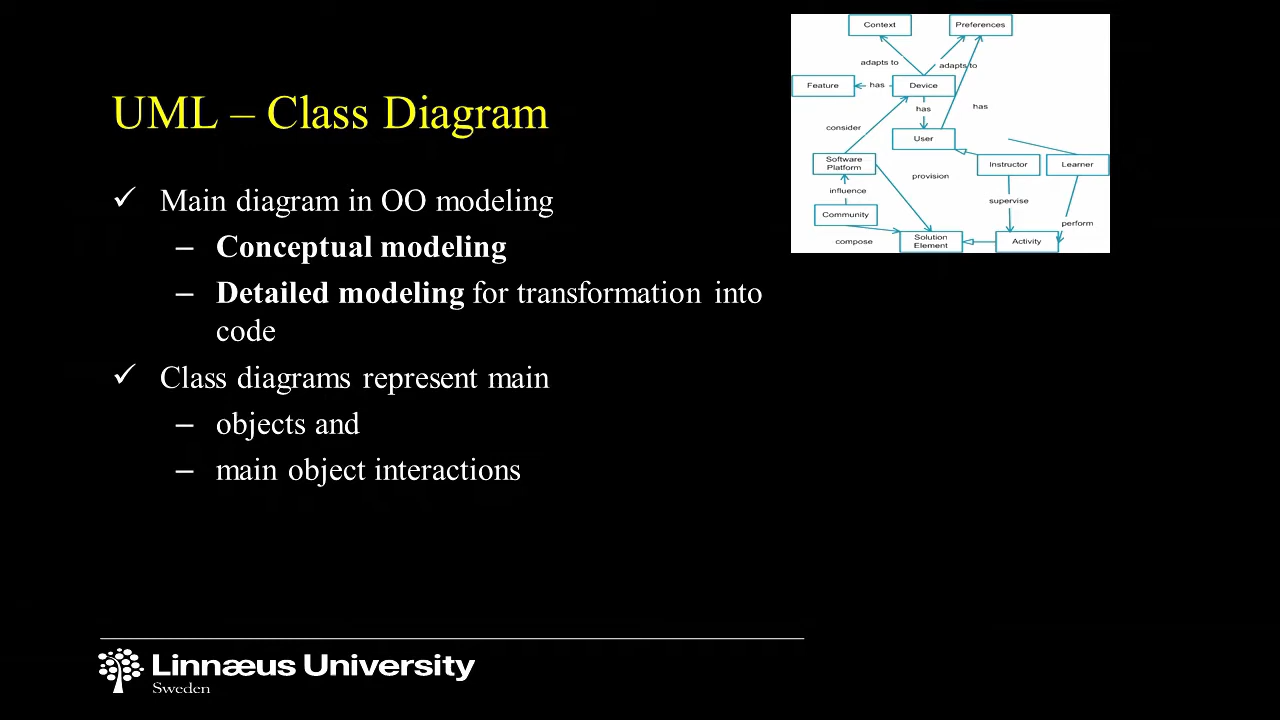 UML – Class Diagram
✓ Main diagram in OO modeling
– Conceptual modeling
– Detailed modeling for transformation into
code
✓ Class diagrams represent main
– objects and
– main object interactions
Context
Preferences
adapts to
adapts to
Feature
has
Device
has
has
consider
User
Software
Platform
Instructor
Learner
provision
influence
supervise
Community
perform
compose
Solution
Element
Activity
Linnæus University
Sweden